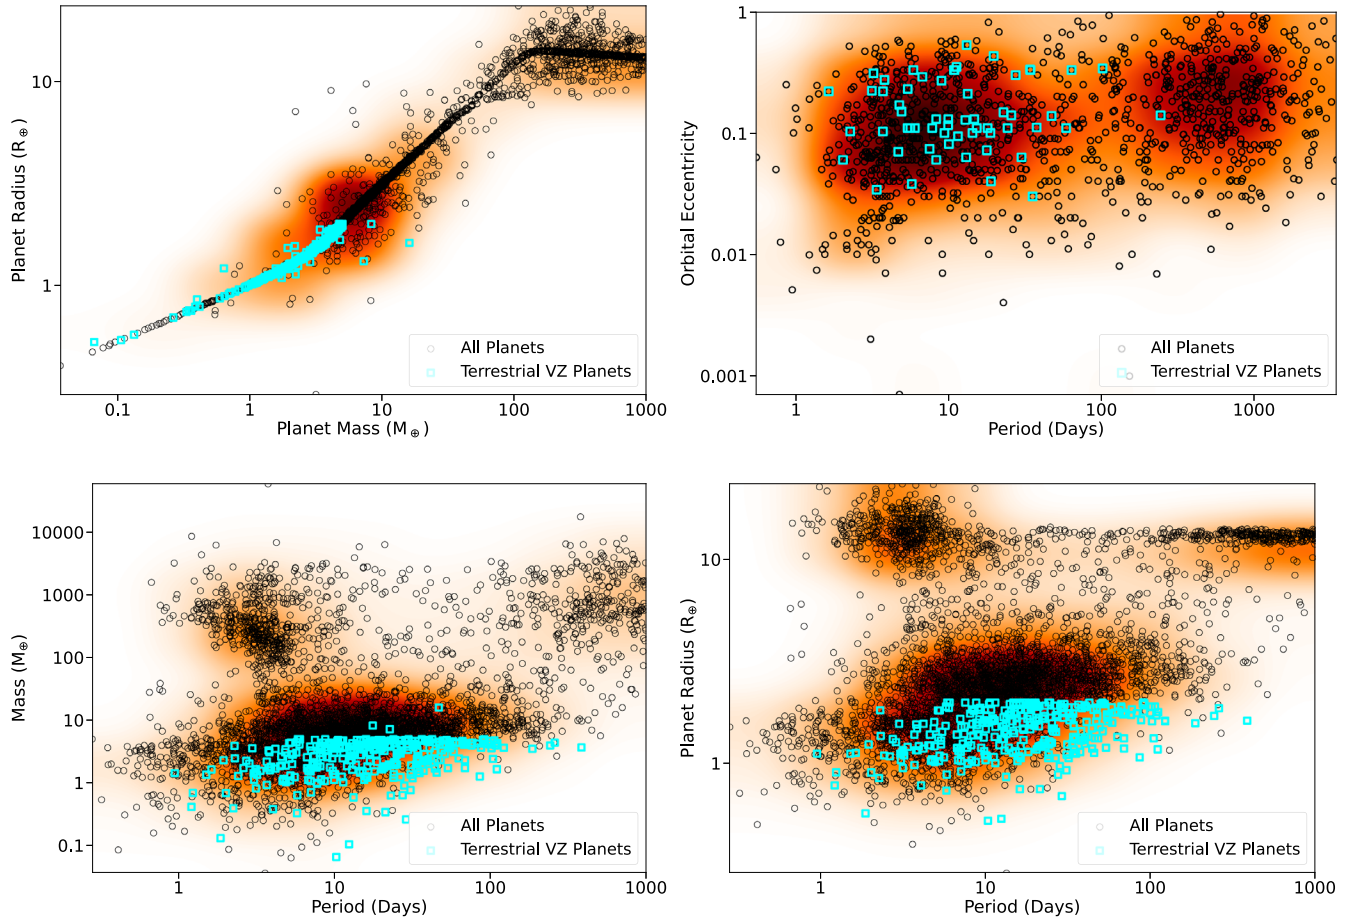 10
1
Planet Radius (R⊕)
0.1 1 10 100 1000
Planet Mass (M⊕)
All Planets
Terrestrial VZ Planets
1
0.1
0.01
0.001
Orbital Eccentricity
1 10 100 1000
Period (Days)
All Planets
Terrestrial VZ Planets
10000
1000
100
10
1
0.1
Mass (M⊕)
1 10 100 1000
Period (Days)
All Planets
Terrestrial VZ Planets
10
1
Planet Radius (R⊕)
1 10 100 1000
Period (Days)
All Planets
Terrestrial VZ Planets